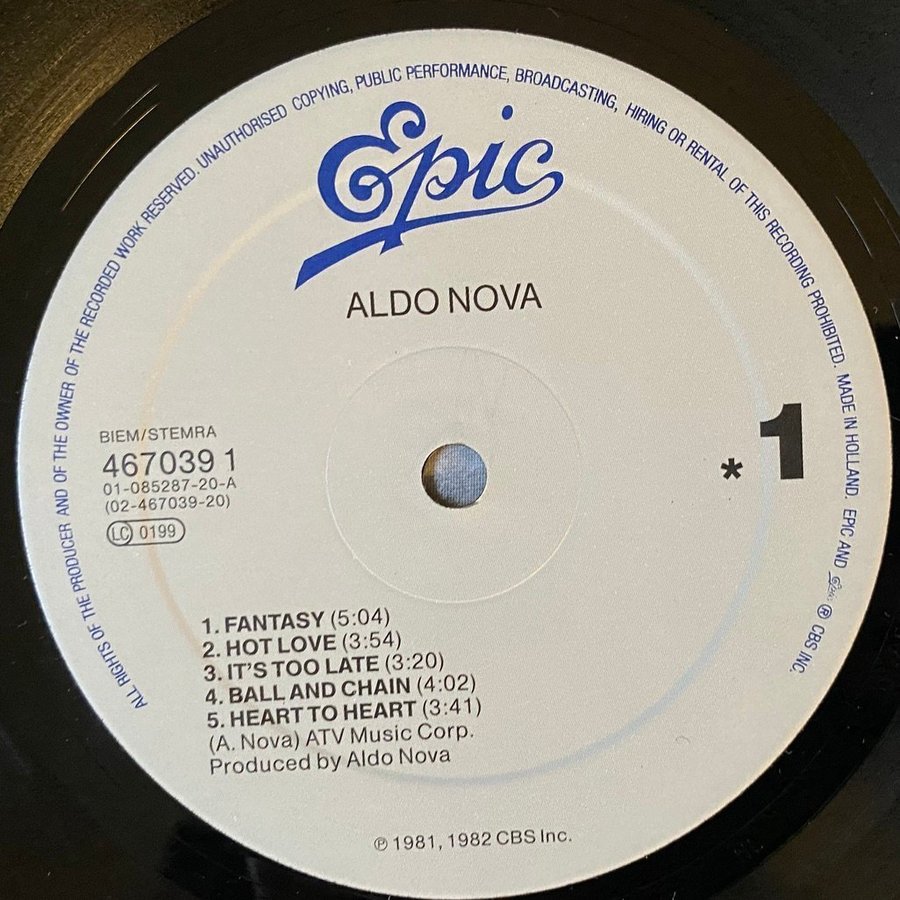 ALL RIGHTS OF THE PRODUCER AND OF THE OWNER OF THE RECORDED WORK RESERVED. UNAUTHORISED COPYING, PUBLIC PERFORMANCE, BROADCASTING, HIRING OR RENTAL OF THIS RECORDING PROHIBITED. MADE IN HOLLAND. EPIC AND Epic ® CBS INC.
Epic
ALDO NOVA
BIEM/STEMRA
467039 1
01-085287-20-A
(02-467039-20)
LC 0199
* 1
1. FANTASY (5:04)
2. HOT LOVE (3:54)
3. IT'S TOO LATE (3:20)
4. BALL AND CHAIN (4:02)
5. HEART TO HEART (3:41)
(A. Nova) ATV Music Corp.
Produced by Aldo Nova
℗ 1981, 1982 CBS Inc.